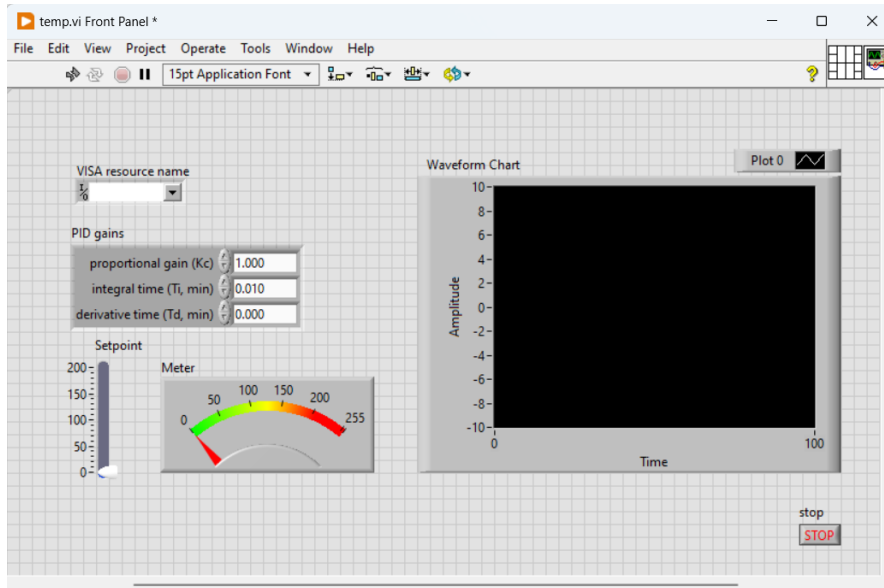 temp.vi Front Panel *
File Edit View Project Operate Tools Window Help
15pt Application Font
?
VISA resource name
I/O
PID gains
proportional gain (Kc) 1.000
integral time (Ti, min) 0.010
derivative time (Td, min) 0.000
Setpoint
200
150
100
50
0
Meter
0 50 100 150 200 255
Waveform Chart
Plot 0
Amplitude
10
8
6
4
2
0
-2
-4
-6
-8
-10
0 100
Time
stop
STOP